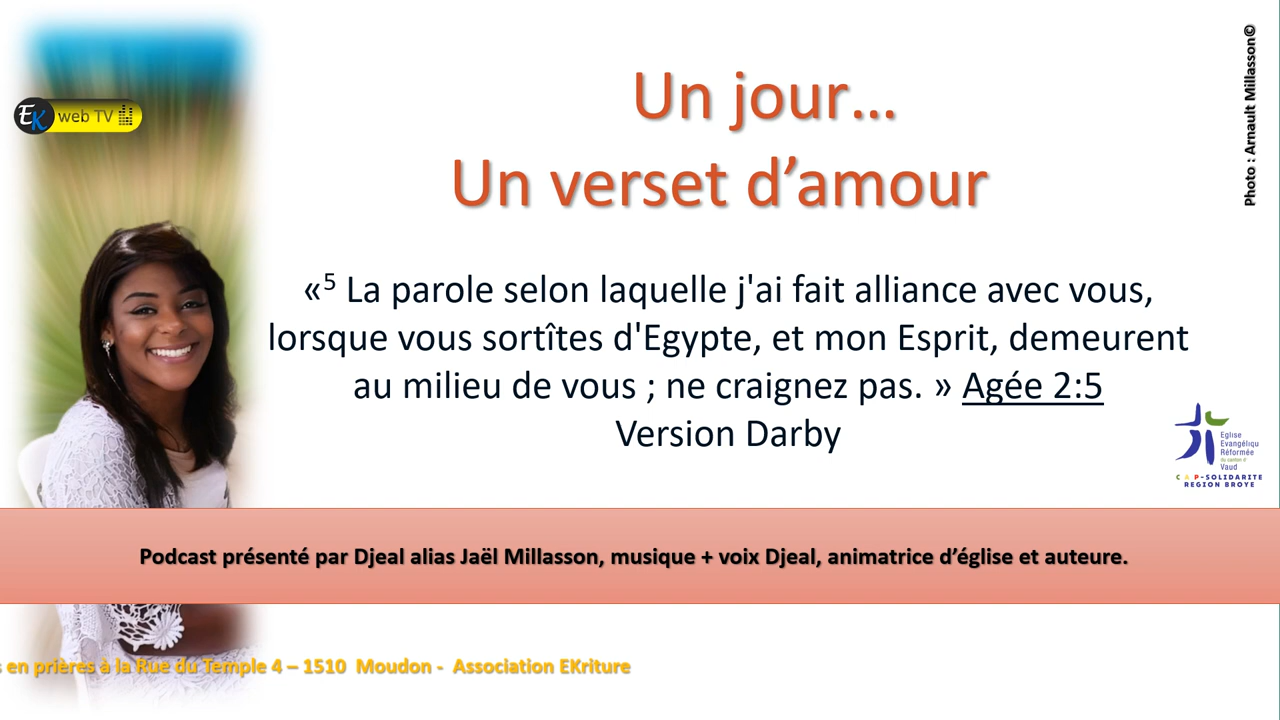 Un jour…
Un verset d’amour
Photo : Arnault Millasson©
EK web TV
«5 La parole selon laquelle j'ai fait alliance avec vous,
lorsque vous sortîtes d'Egypte, et mon Esprit, demeurent
au milieu de vous ; ne craignez pas. » Agée 2:5
Version Darby
Eglise
Evangéliqu
Réformée
du canton d
Vaud
CAP-SOLIDARITE
REGION BROYE
Podcast présenté par Djeal alias Jaël Millasson, musique + voix Djeal, animatrice d’église et auteure.
s en prières à la Rue du Temple 4 – 1510 Moudon - Association EKriture